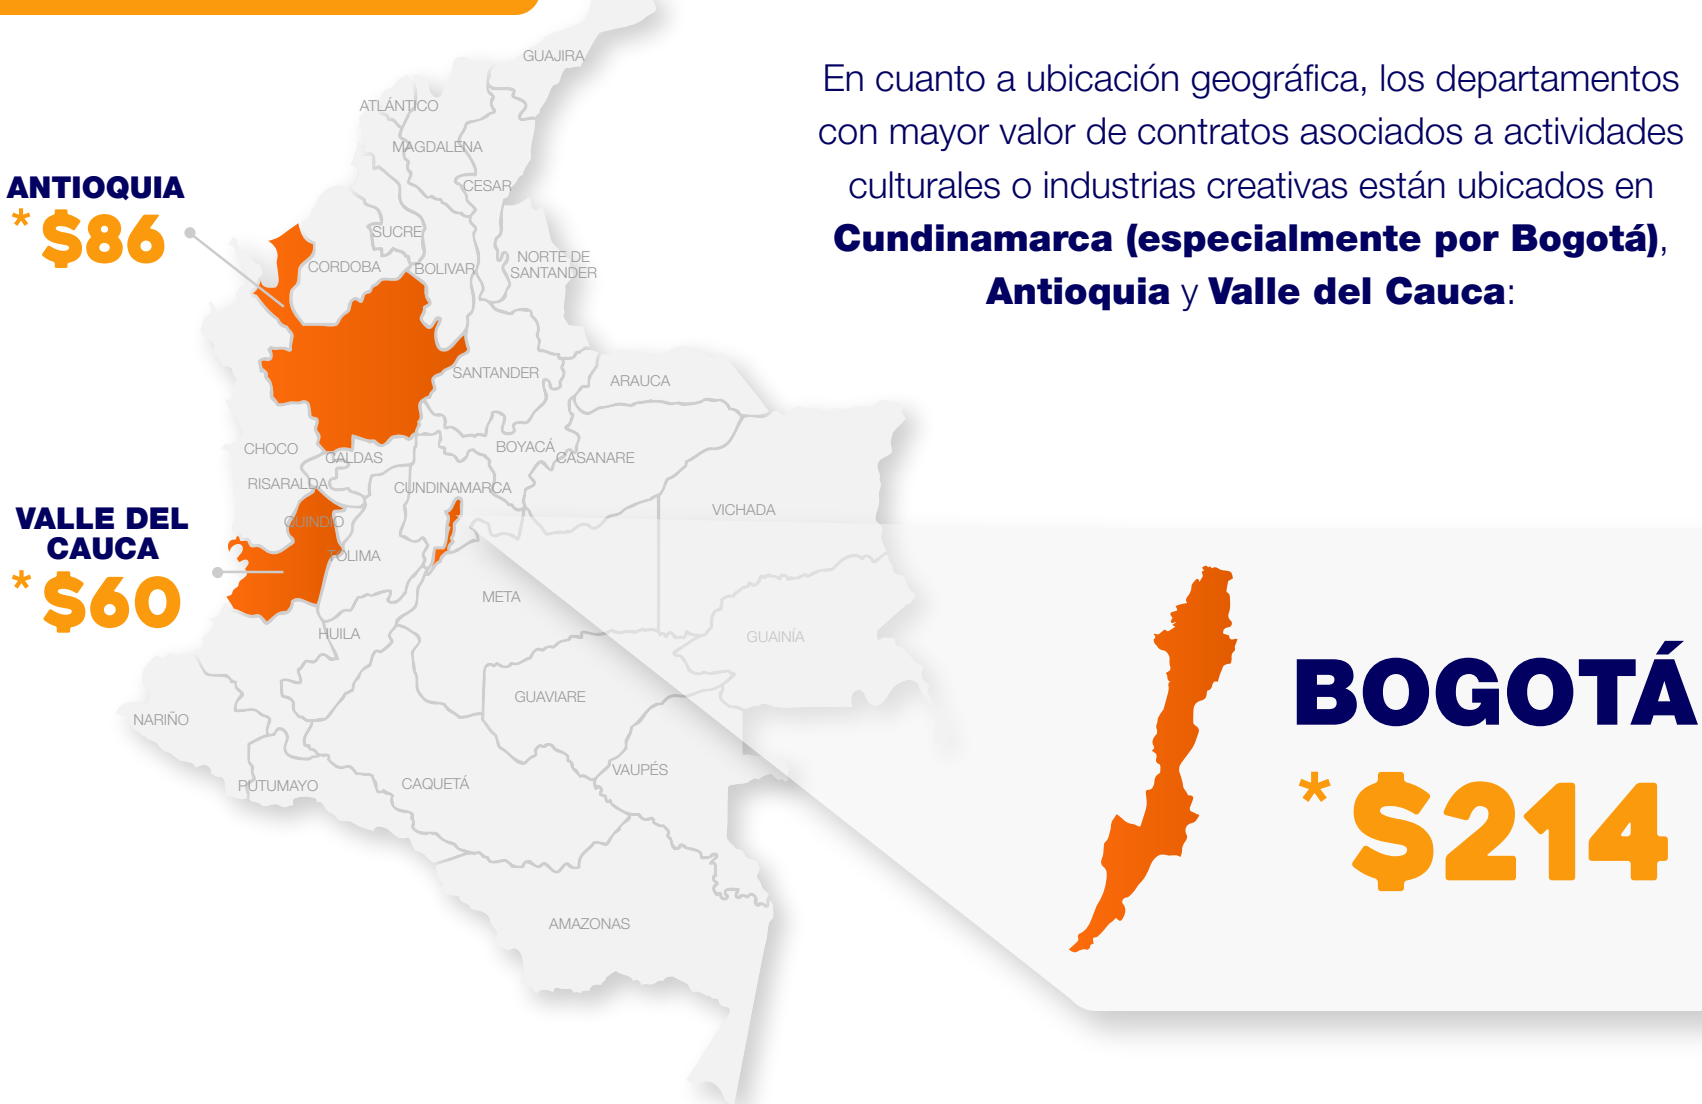 En cuanto a ubicación geográfica, los departamentos
con mayor valor de contratos asociados a actividades
culturales o industrias creativas están ubicados en
Cundinamarca (especialmente por Bogotá),
Antioquia y Valle del Cauca:
ANTIOQUIA
* $86
VALLE DEL
CAUCA
* $60
GUAJIRA
ATLÁNTICO
MAGDALENA
CESAR
SUCRE
CORDOBA
BOLIVAR
NORTE DE
SANTANDER
SANTANDER
ARAUCA
CHOCO
CALDAS
BOYACÁ
CASANARE
RISARALDA
CUNDINAMARCA
VICHADA
QUINDIO
TOLIMA
META
HUILA
GUAINÍA
GUAVIARE
NARIÑO
VAUPÉS
PUTUMAYO
CAQUETÁ
AMAZONAS
BOGOTÁ
* $214